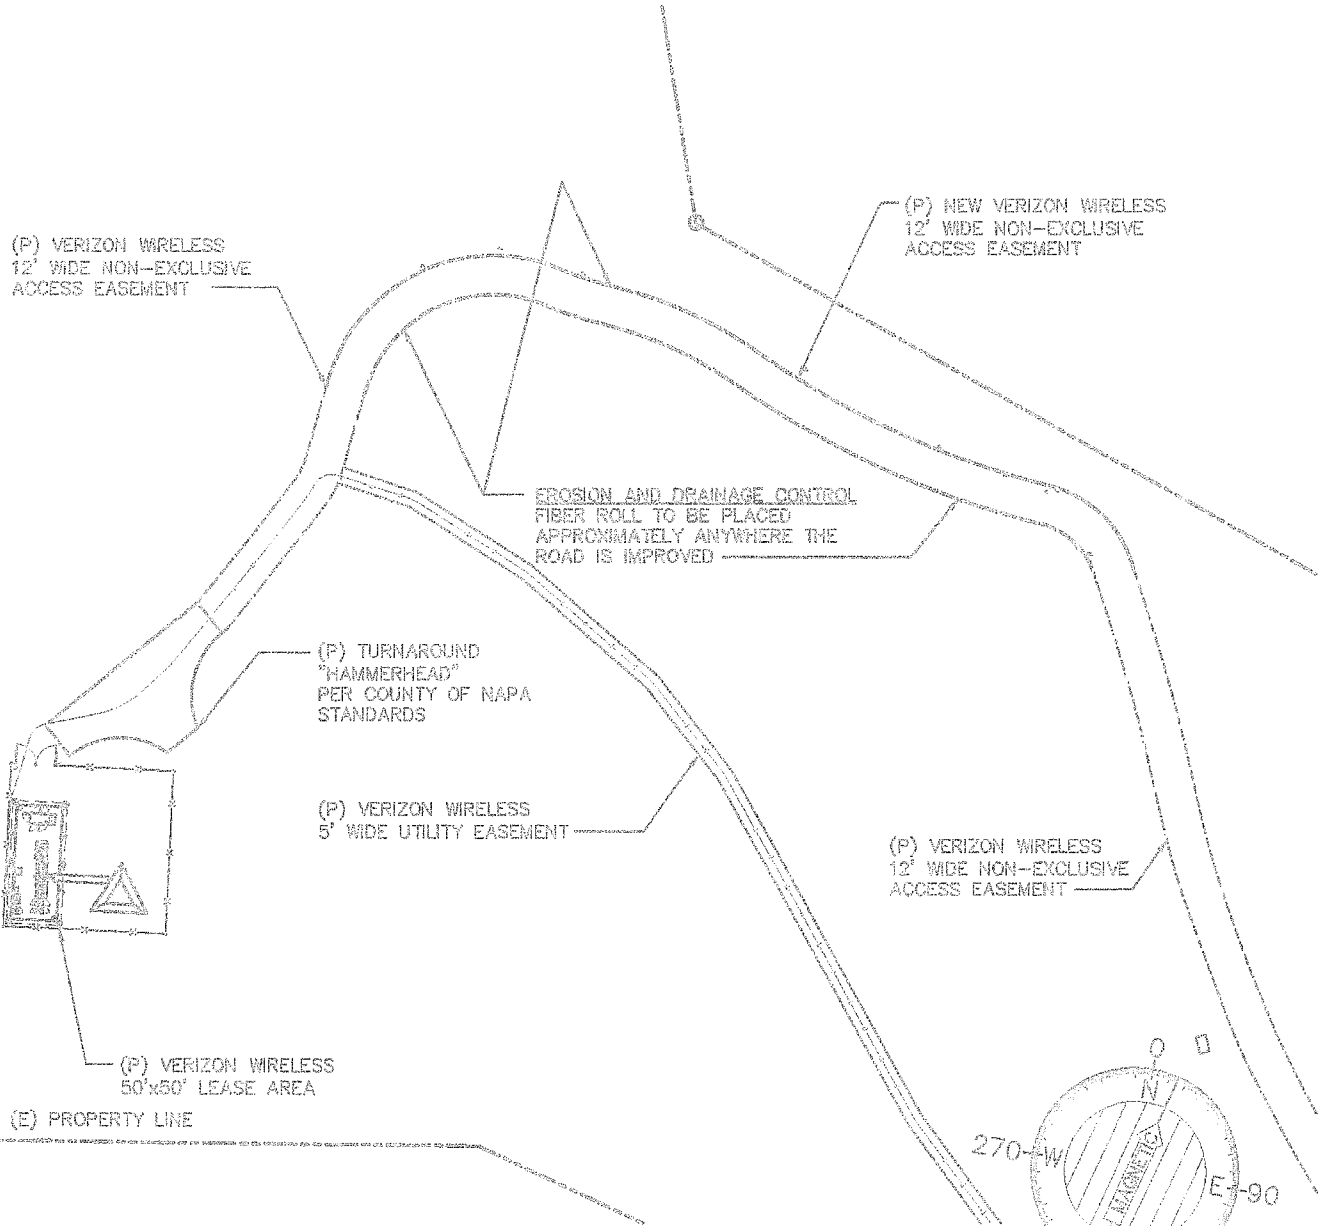 (P) NEW VERIZON WIRELESS
12' WIDE NON-EXCLUSIVE
ACCESS EASEMENT
(P) VERIZON WIRELESS
12' WIDE NON-EXCLUSIVE
ACCESS EASEMENT
EROSION AND DRAINAGE CONTROL
FIBER ROLL TO BE PLACED
APPROXIMATELY ANYWHERE THE
ROAD IS IMPROVED
(P) TURNAROUND
"HAMMERHEAD"
PER COUNTY OF NAPA
STANDARDS
(P) VERIZON WIRELESS
5' WIDE UTILITY EASEMENT
(P) VERIZON WIRELESS
12' WIDE NON-EXCLUSIVE
ACCESS EASEMENT
(P) VERIZON WIRELESS
50'x50' LEASE AREA
(E) PROPERTY LINE
0
N
270 W
E 90
MAGNETIC